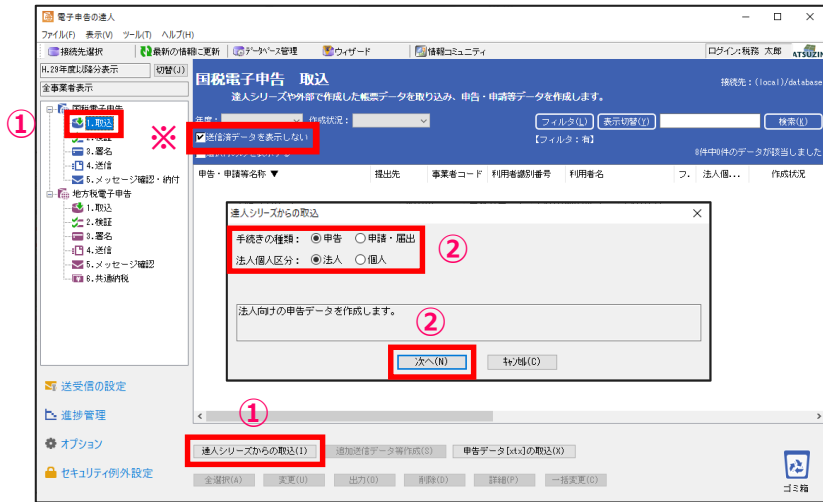 電子申告の達人
ファイル(F) 表示(V) ツール(T) ヘルプ(H)
接続先選択 最新の情報に更新 データベース管理 ウィザード 情報コミュニティ ログイン:税務 太郎 ATSUZIN
H.29年度以降分表示 切替(J)
全事業者表示
国税電子申告 取込
接続先:(local)/database
達人シリーズや外部で作成した帳票データを取り込み、申告・申請等データを作成します。
① 国税電子申告
1.取込
3.署名
4.送信
5.メッセージ確認・納付
地方税電子申告
1.取込
2.検証
3.署名
4.送信
5.メッセージ確認
6.共通納税
年度: 作成状況: フィルタ(L) 表示切替(Y) 検索(K)
※ 送信済データを表示しない 【フィルタ:有】
0件中0件のデータが該当しました
申告・申請等名称 ▼ 提出先 事業者コード 利用者識別番号 利用者名 フ. 法人個... 作成状況
達人シリーズからの取込
手続きの種類: 申告 申請・届出 ②
法人個人区分: 法人 個人
法人向けの申告データを作成します。
②
次へ(N) キャンセル(C)
送受信の設定
進捗管理
オプション
セキュリティ例外設定
①
達人シリーズからの取込(I) 追加送信データ等作成(S) 申告データ[xtx]の取込(X)
全選択(A) 変更(U) 出力(O) 削除(D) 詳細(P) 一括変更(C)
ゴミ箱